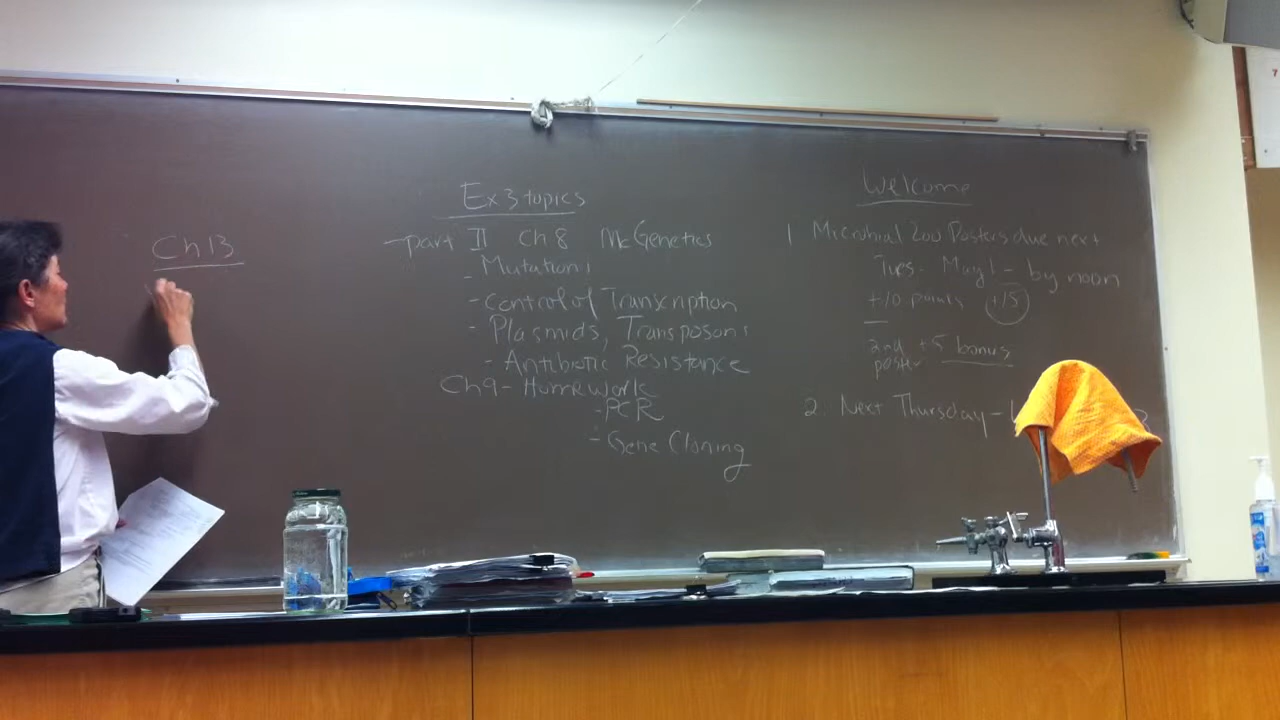 Ch 13
Ex 3 topics
- part II Ch 8 Mc Genetics
- Mutations
- Control of Transcription
- Plasmids, Transposons
- Antibiotic Resistance
Ch 9 - Homework
- PCR
- Gene Cloning
Welcome
1 Microbial Zoo Posters due next
Tues - May 1 - by noon
+10 points +15
2nd +5 bonus
poster
2. Next Thursday -